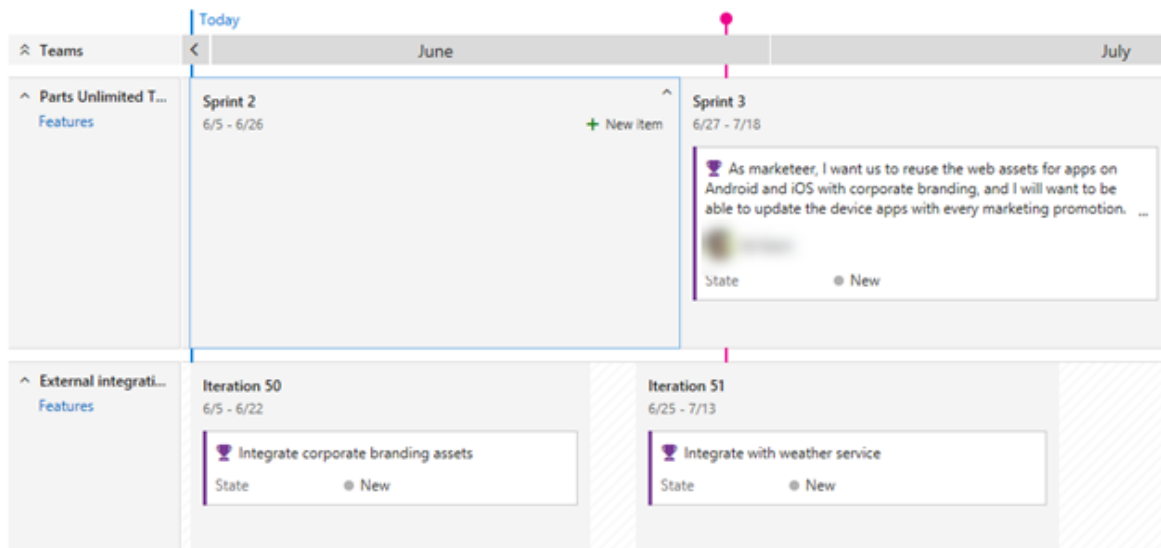 Today
Teams
June
July
Parts Unlimited T...
Features
Sprint 2
6/5 - 6/26
+ New item
Sprint 3
6/27 - 7/18
As marketeer, I want us to reuse the web assets for apps on
Android and iOS with corporate branding, and I will want to be
able to update the device apps with every marketing promotion. ...
State
New
External integrati...
Features
Iteration 50
6/5 - 6/22
Integrate corporate branding assets
State
New
Iteration 51
6/25 - 7/13
Integrate with weather service
State
New